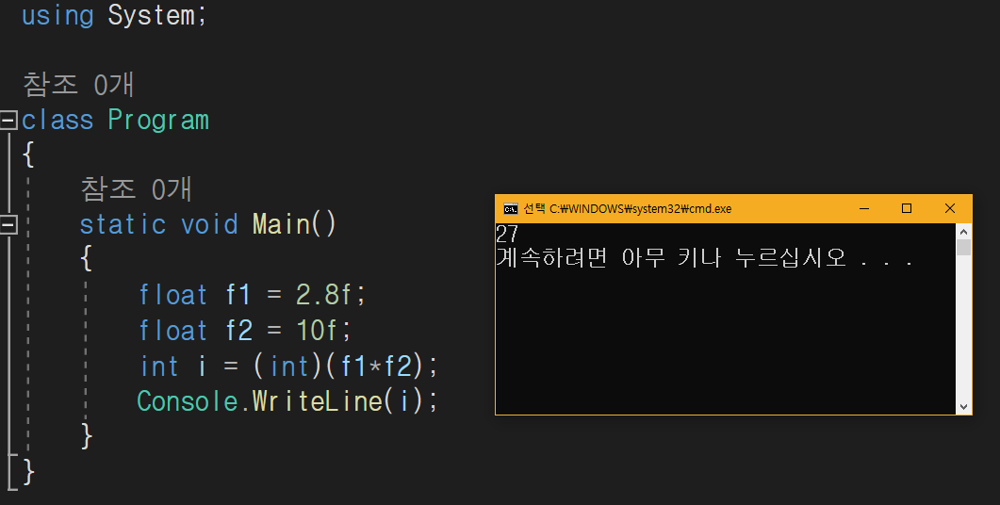 using System;
참조 0개
class Program
{
참조 0개
static void Main()
{
float f1 = 2.8f;
float f2 = 10f;
int i = (int)(f1*f2);
Console.WriteLine(i);
}
}
선택 C:₩WINDOWS₩system32₩cmd.exe
27
계속하려면 아무 키나 누르십시오 . . .